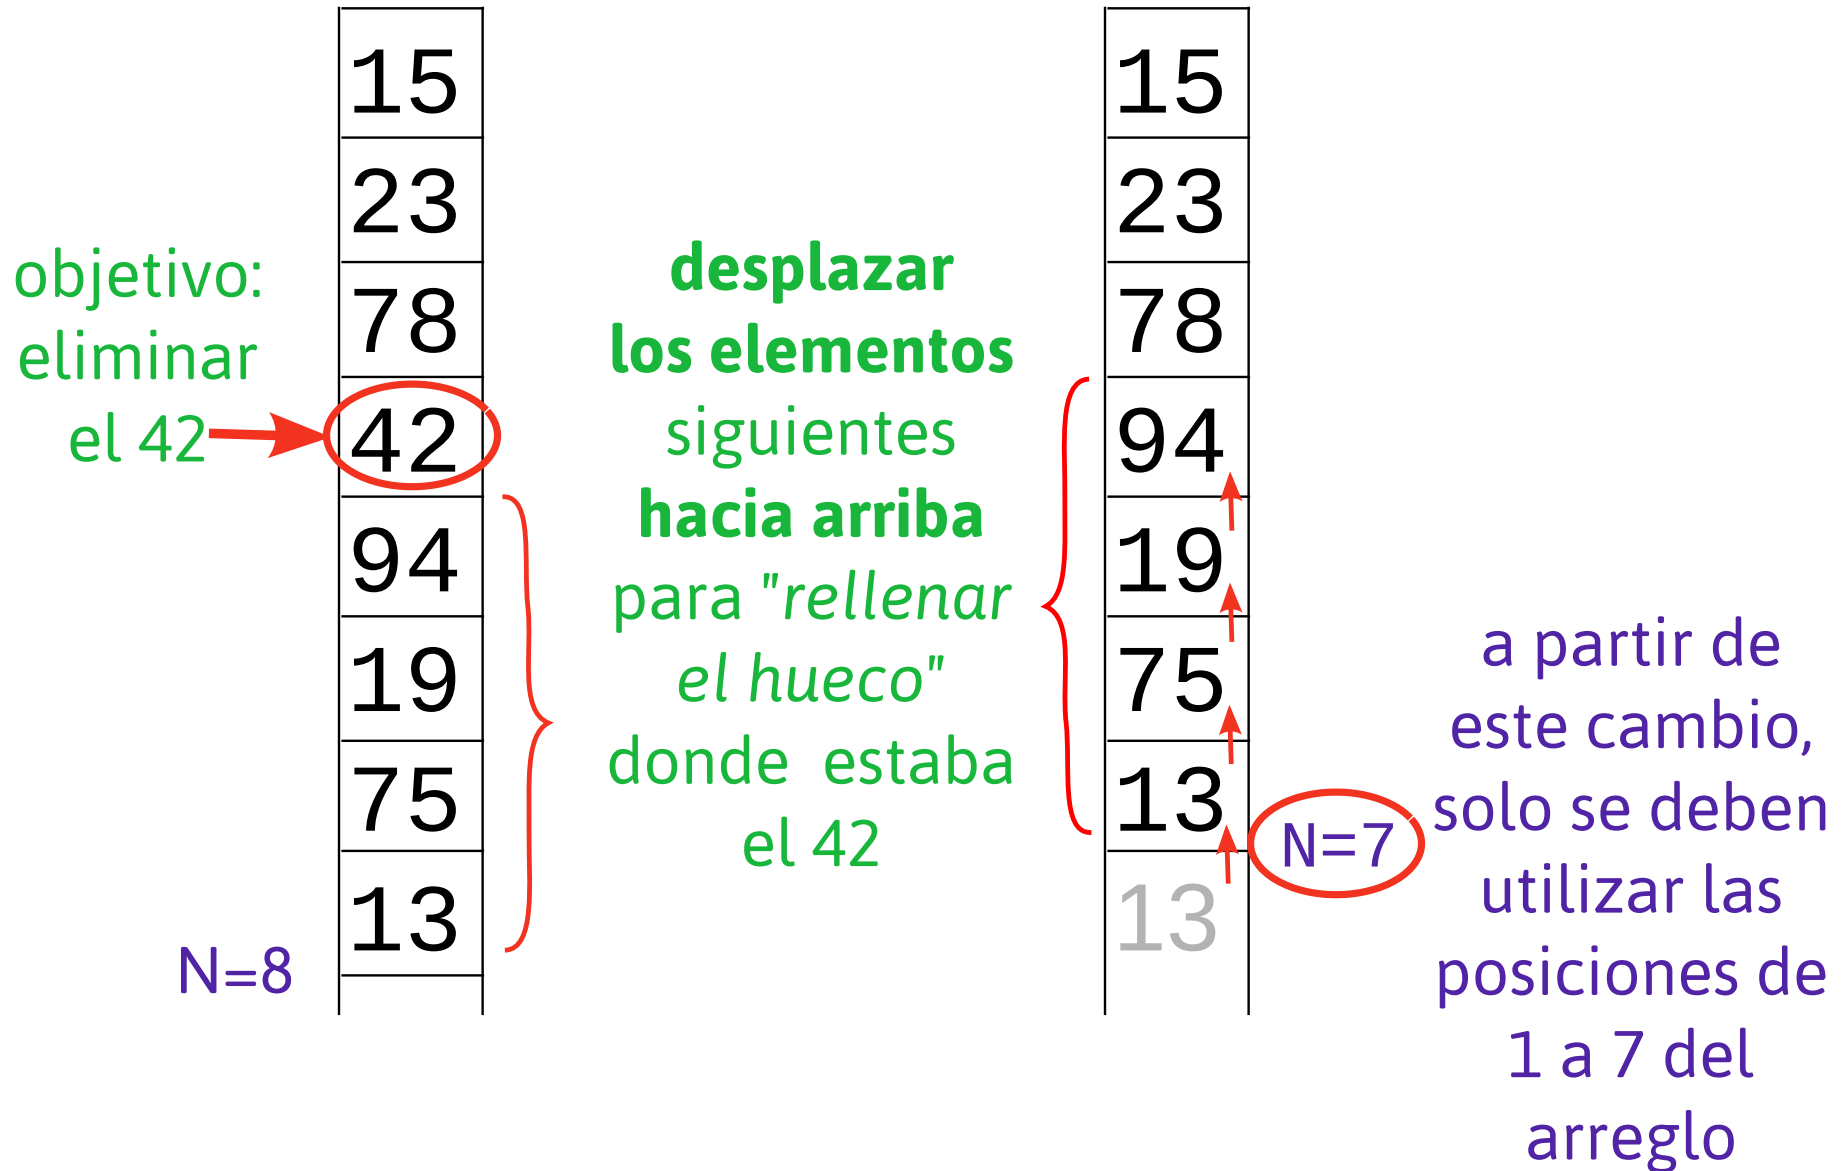 objetivo:
eliminar
el 42
15
23
78
42
94
19
75
13
N=8
desplazar
los elementos
siguientes
hacia arriba
para "rellenar
el hueco"
donde  estaba
el 42
15
23
78
94
19
75
13
13
N=7
a partir de
este cambio,
solo se deben
utilizar las
posiciones de
1 a 7 del
arreglo